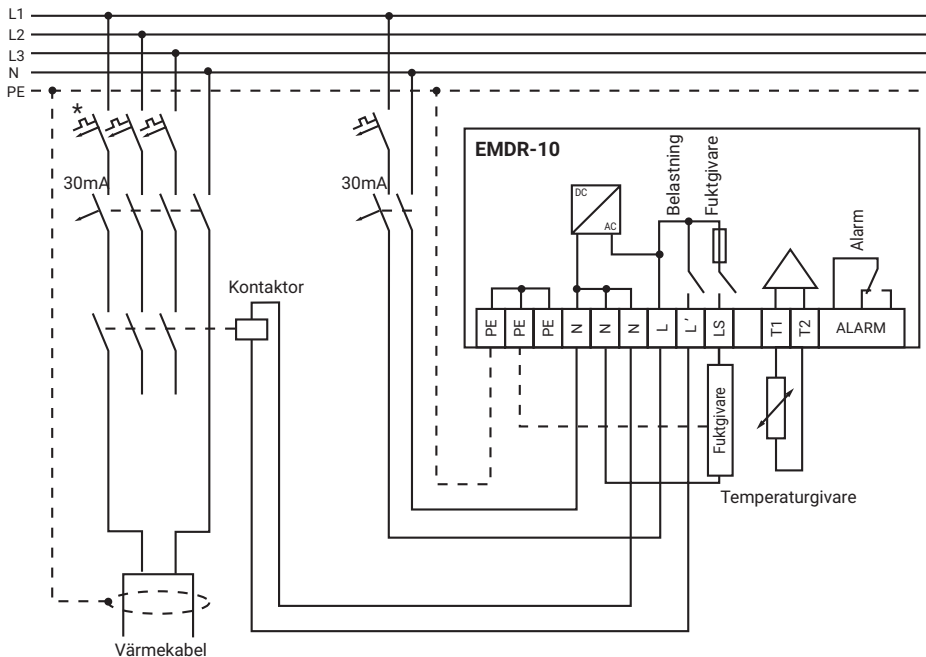 L1
L2
L3
N
PE
*
30mA
30mA
EMDR-10
DC
AC
Belastning
Fuktgivare
Alarm
Kontaktor
PE
PE
PE
N
N
N
L
L'
LS
T1
T2
ALARM
Fuktgivare
Temperaturgivare
Värmekabel